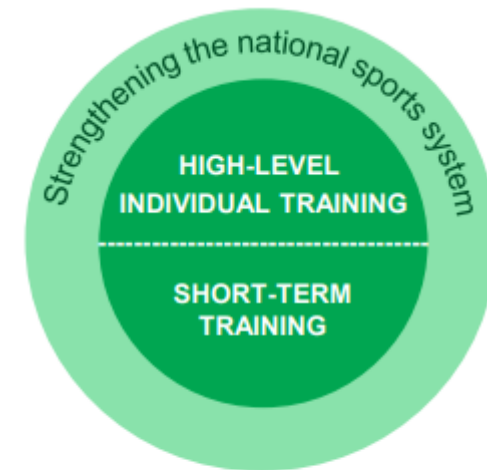 Strengthening the national sports system
HIGH-LEVEL
INDIVIDUAL TRAINING
SHORT-TERM
TRAINING